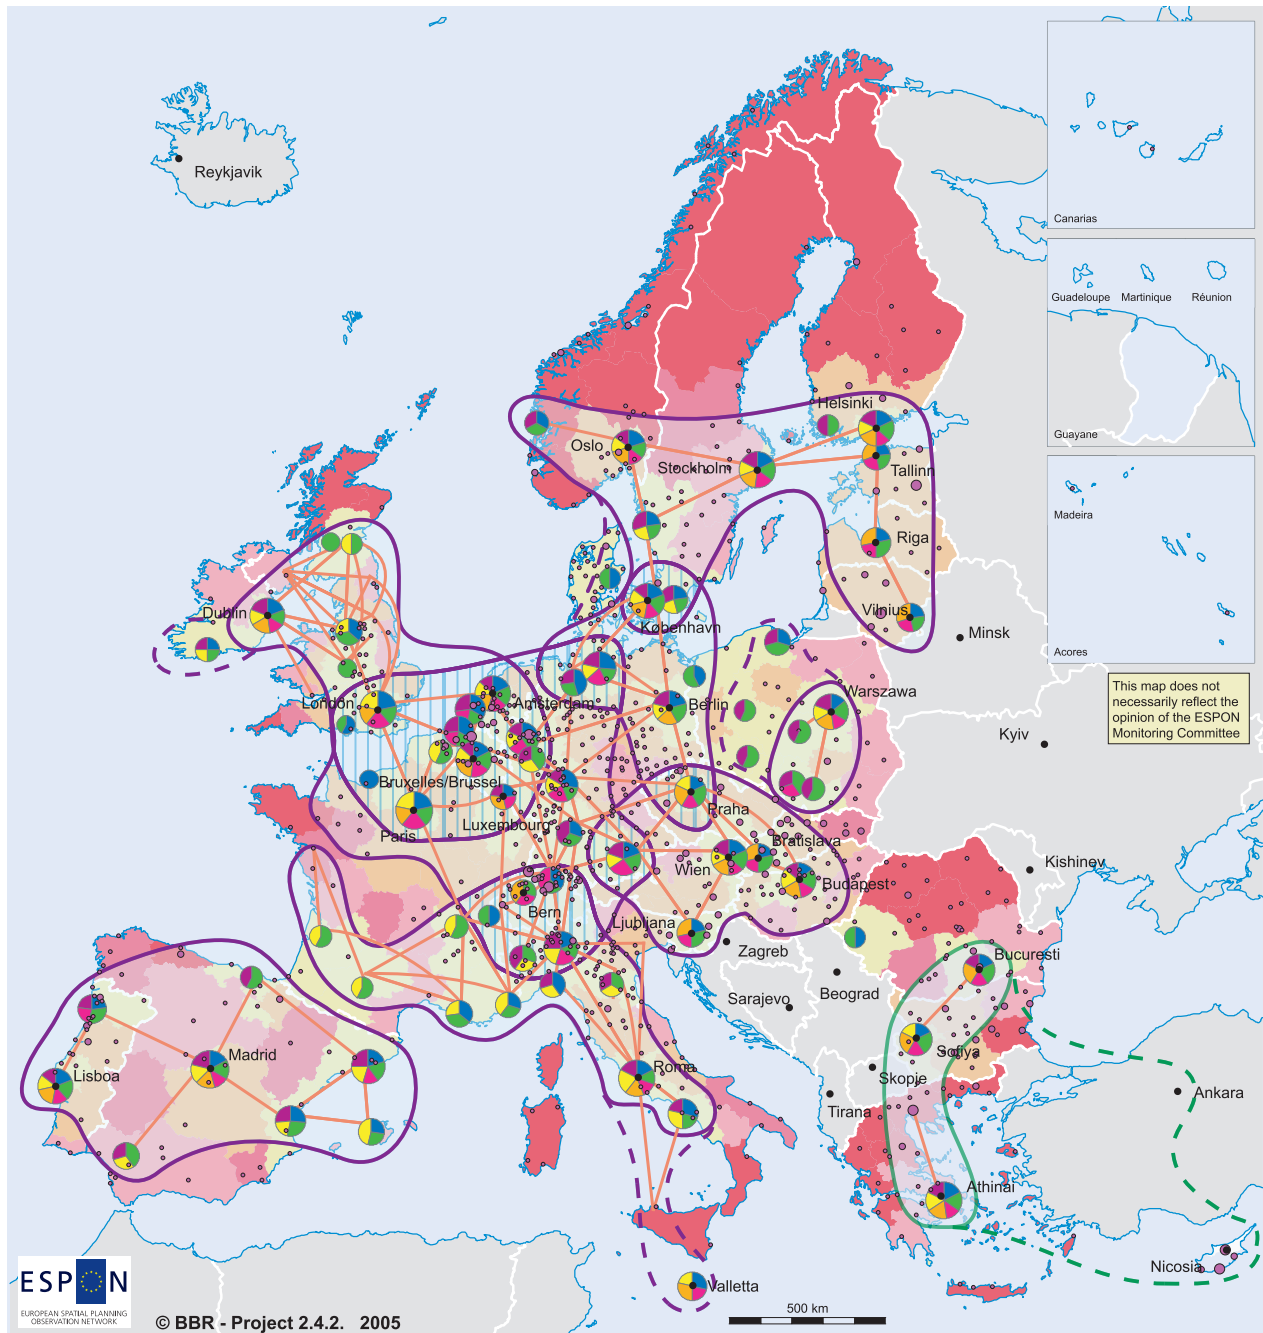 Reykjavik
Canarias
Guadeloupe
Martinique
Réunion
Guayane
Madeira
Acores
This map does not
necessarily reflect the
opinion of the ESPON
Monitoring Committee
Helsinki
Oslo
Stockholm
Tallinn
Riga
Vilnius
Minsk
Dublin
København
London
Amsterdam
Berlin
Warszawa
Kyiv
Bruxelles/Brussel
Paris
Luxembourg
Praha
Bratislava
Wien
Budapest
Kishinev
Bern
Ljubljana
Zagreb
Beograd
Sarajevo
Bucuresti
Madrid
Lisboa
Roma
Sofiya
Skopje
Tirana
Ankara
Athinai
Nicosia
Valletta
500 km
ESPON
EUROPEAN SPATIAL PLANNING
OBSERVATION NETWORK
© BBR - Project 2.4.2. 2005